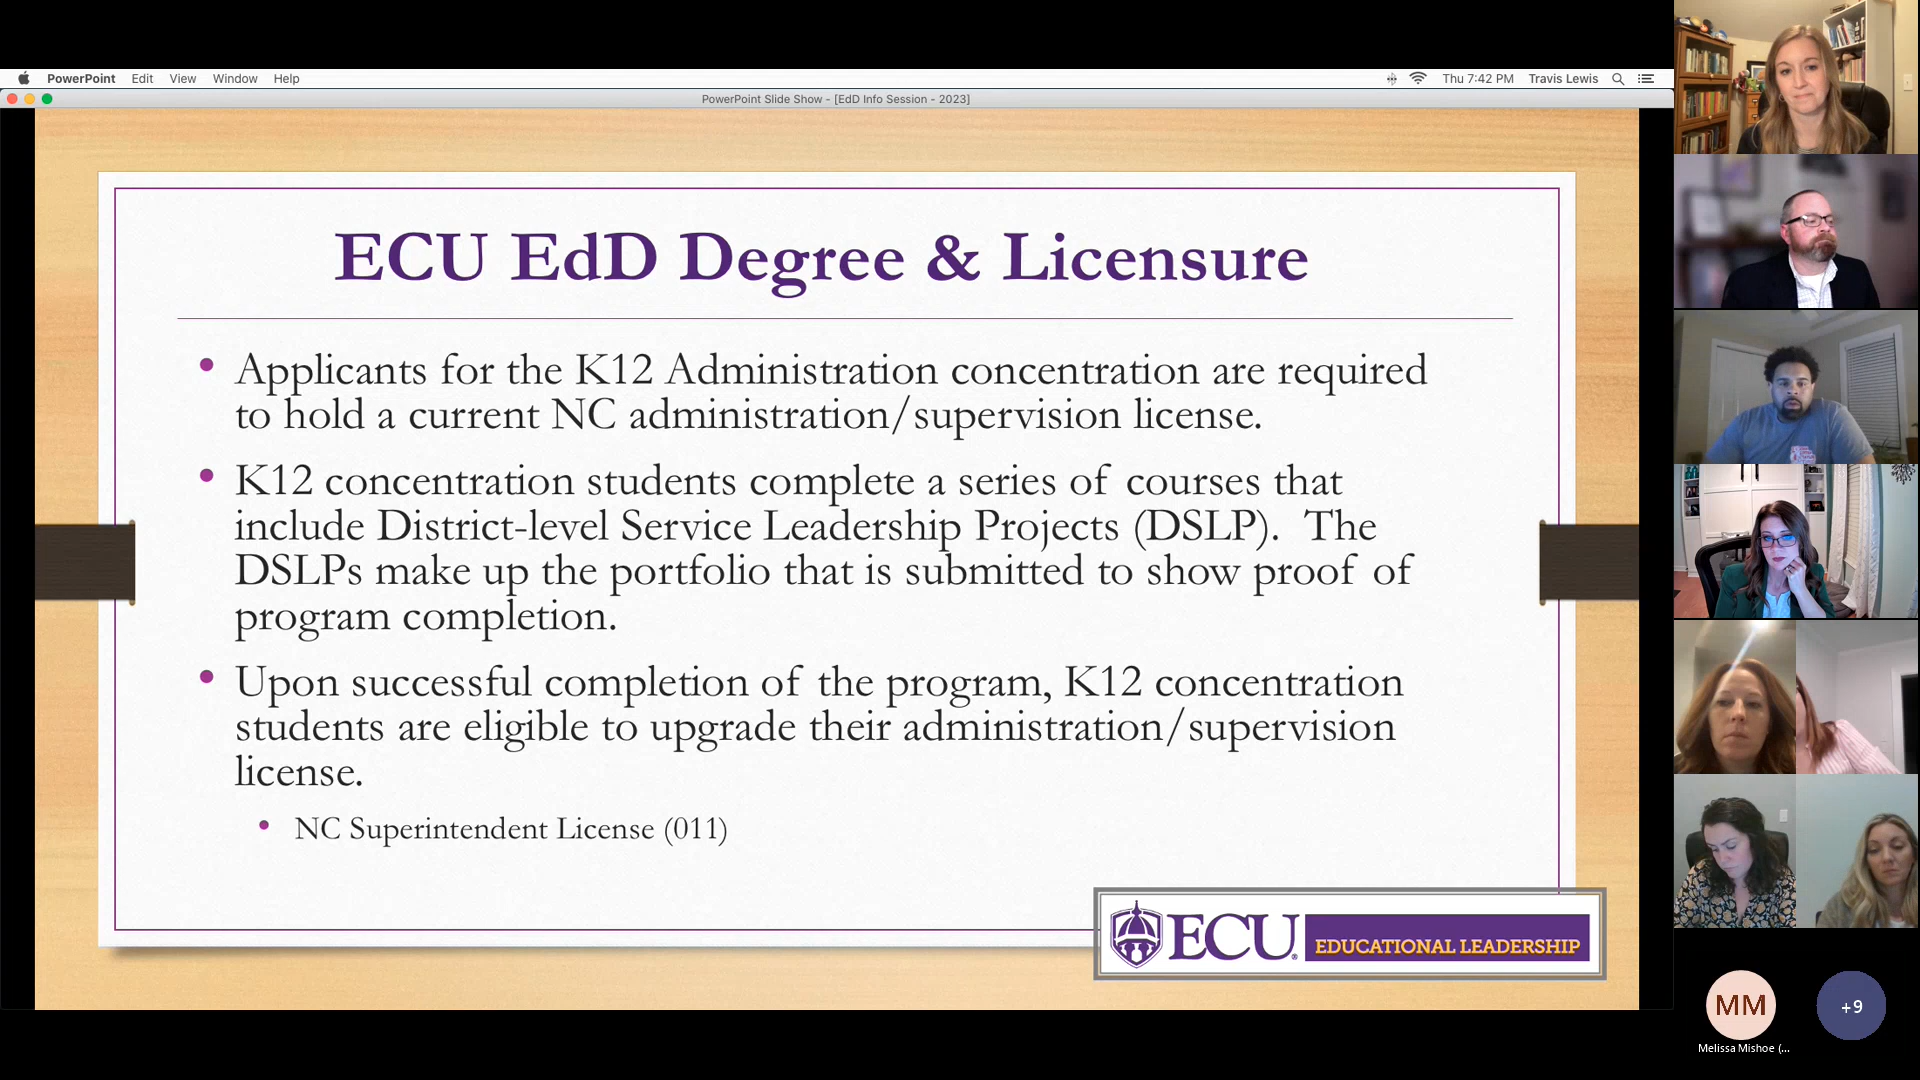 PowerPoint Edit View Window Help Thu 7:42 PM Travis Lewis
PowerPoint Slide Show - [EdD Info Session - 2023]
ECU EdD Degree & Licensure
• Applicants for the K12 Administration concentration are required
to hold a current NC administration/supervision license.
• K12 concentration students complete a series of courses that
include District-level Service Leadership Projects (DSLP). The
DSLPs make up the portfolio that is submitted to show proof of
program completion.
• Upon successful completion of the program, K12 concentration
students are eligible to upgrade their administration/supervision
license.
• NC Superintendent License (011)
ECU® EDUCATIONAL LEADERSHIP
MM
+9
Melissa Mishoe (...